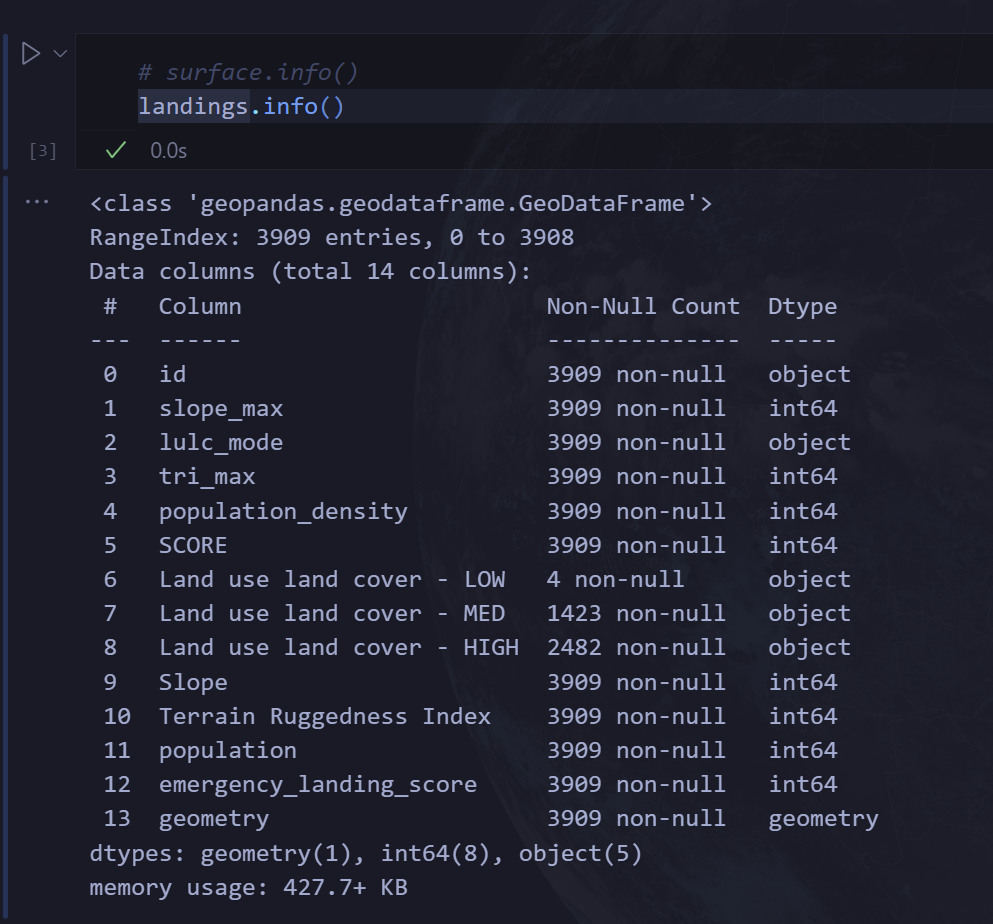 # surface.info()
landings.info()
[3] 0.0s
<class 'geopandas.geodataframe.GeoDataFrame'>
RangeIndex: 3909 entries, 0 to 3908
Data columns (total 14 columns):
 #   Column                      Non-Null Count  Dtype
---  ------                      --------------  -----
 0   id                          3909 non-null   object
 1   slope_max                   3909 non-null   int64
 2   lulc_mode                   3909 non-null   object
 3   tri_max                     3909 non-null   int64
 4   population_density          3909 non-null   int64
 5   SCORE                       3909 non-null   int64
 6   Land use land cover - LOW   4 non-null      object
 7   Land use land cover - MED   1423 non-null   object
 8   Land use land cover - HIGH  2482 non-null   object
 9   Slope                       3909 non-null   int64
 10  Terrain Ruggedness Index    3909 non-null   int64
 11  population                  3909 non-null   int64
 12  emergency_landing_score     3909 non-null   int64
 13  geometry                    3909 non-null   geometry
dtypes: geometry(1), int64(8), object(5)
memory usage: 427.7+ KB